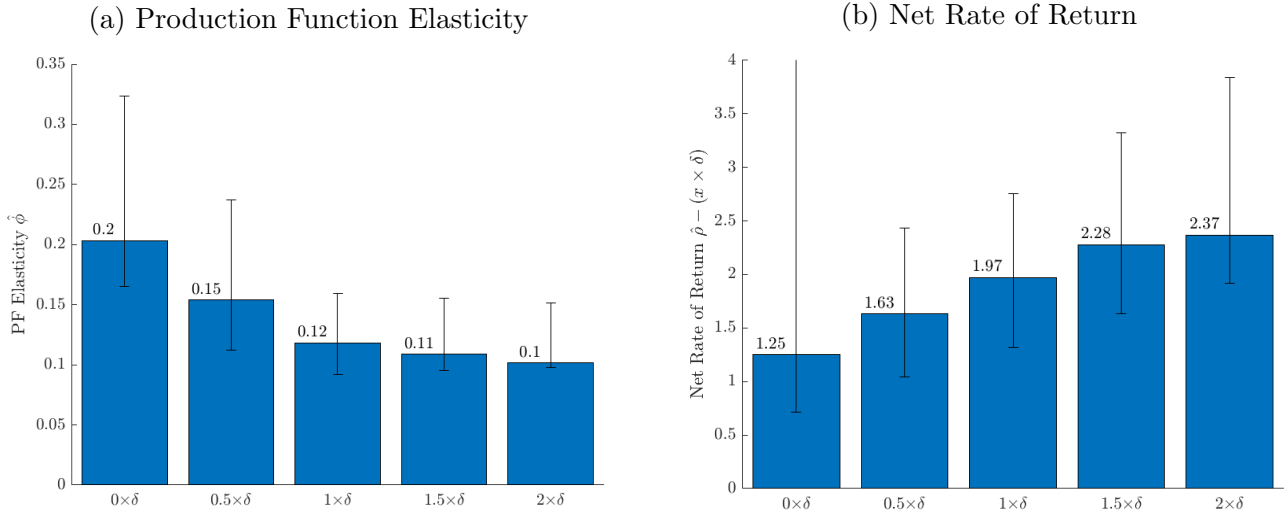 (a) Production Function Elasticity
PF Elasticity ϕ̂
0.35
0.3
0.25
0.2
0.15
0.1
0.05
0
0.2
0.15
0.12
0.11
0.1
0×δ
0.5×δ
1×δ
1.5×δ
2×δ
(b) Net Rate of Return
Net Rate of Return ρ̂ − (x × δ)
4
3.5
3
2.5
2
1.5
1
0.5
0
1.25
1.63
1.97
2.28
2.37
0×δ
0.5×δ
1×δ
1.5×δ
2×δ